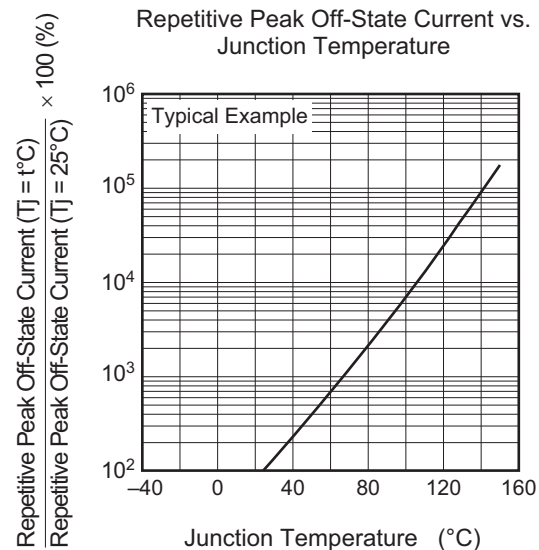 Repetitive Peak Off-State Current vs.
Junction Temperature
Repetitive Peak Off-State Current (Tj = t°C)
Repetitive Peak Off-State Current (Tj = 25°C)
× 100 (%)
10⁶
Typical Example
10⁵
10⁴
10³
10²
–40 0 40 80 120 160
Junction Temperature (°C)